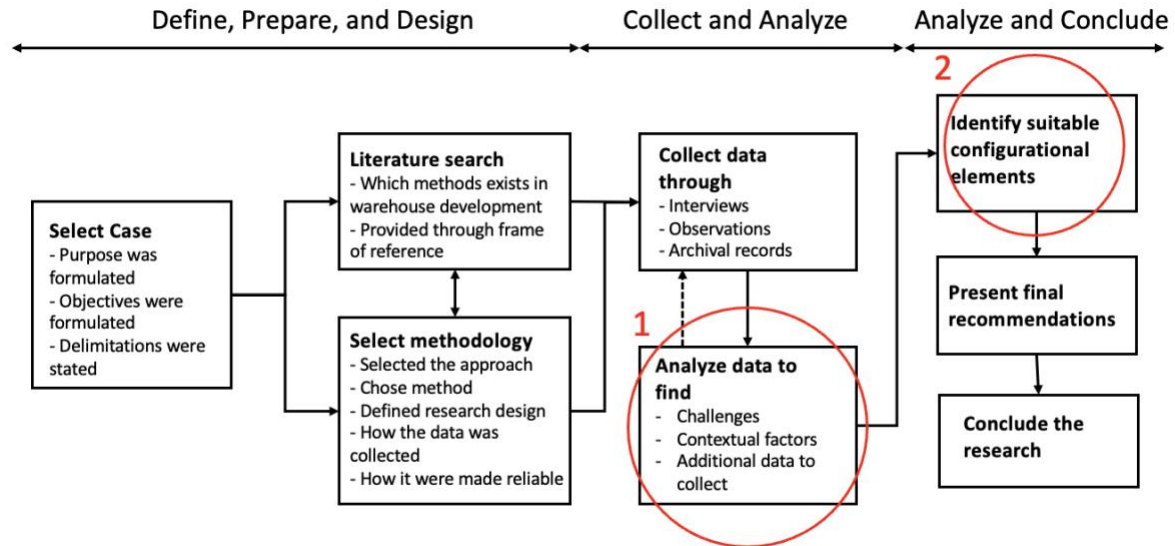 Define, Prepare, and Design
Collect and Analyze
Analyze and Conclude
Select Case
- Purpose was
formulated
- Objectives were
formulated
- Delimitations were
stated
Literature search
- Which methods exists in
warehouse development
- Provided through frame
of reference
Select methodology
- Selected the approach
- Chose method
- Defined research design
- How the data was
collected
- How it were made reliable
Collect data
through
- Interviews
- Observations
- Archival records
1
Analyze data to
find
- Challenges
- Contextual factors
- Additional data to
collect
2
Identify suitable
configurational
elements
Present final
recommendations
Conclude the
research